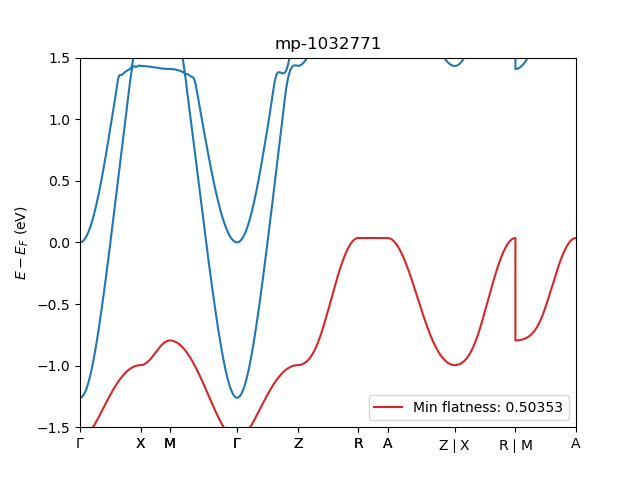 mp-1032771
E − E_F (eV)
1.5
1.0
0.5
0.0
−0.5
−1.0
−1.5
Min flatness: 0.50353
Γ X M Γ Z R A Z | X R | M A